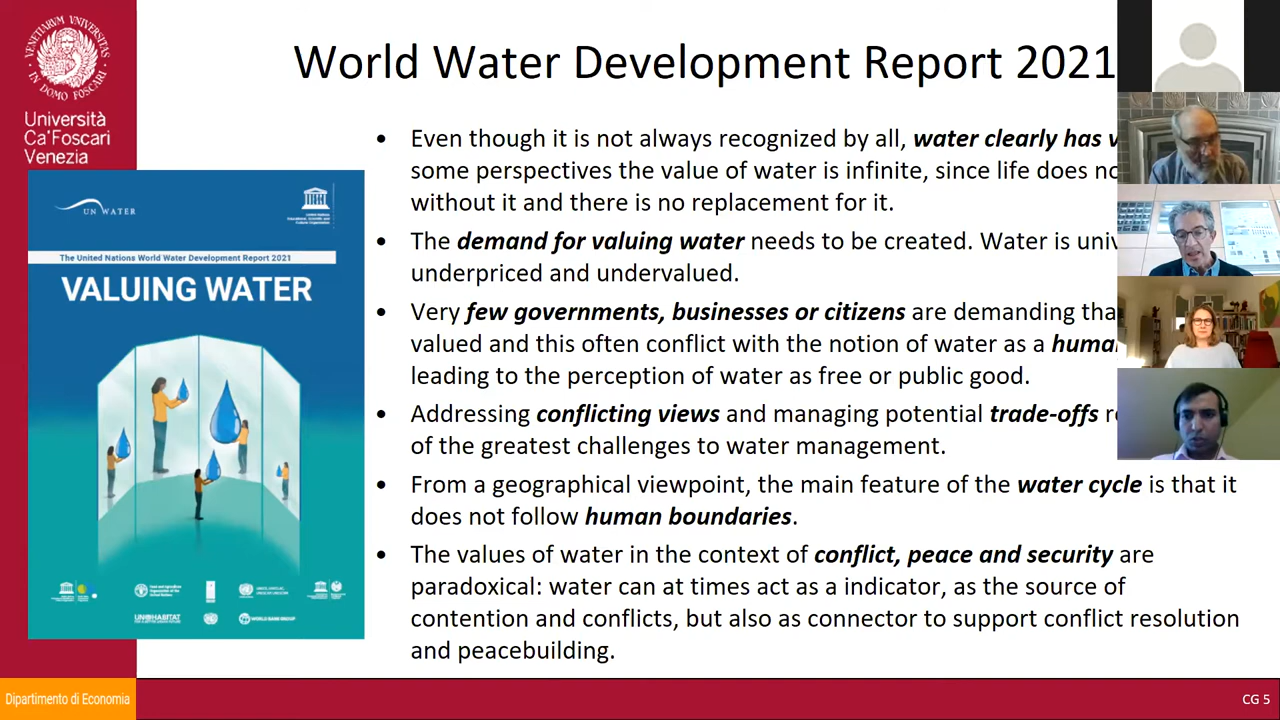 Università
Ca'Foscari
Venezia
World Water Development Report 2021
• Even though it is not always recognized by all, water clearly has
some perspectives the value of water is infinite, since life does
without it and there is no replacement for it.
• The demand for valuing water needs to be created. Water is
underpriced and undervalued.
• Very few governments, businesses or citizens are demanding
valued and this often conflict with the notion of water as a
leading to the perception of water as free or public good.
• Addressing conflicting views and managing potential trade-offs
of the greatest challenges to water management.
• From a geographical viewpoint, the main feature of the water cycle is that it
does not follow human boundaries.
• The values of water in the context of conflict, peace and security are
paradoxical: water can at times act as a indicator, as the source of
contention and conflicts, but also as connector to support conflict resolution
and peacebuilding.
UN WATER
The United Nations World Water Development Report 2021
VALUING WATER
UN HABITAT
WORLD BANK GROUP
Dipartimento di Economia
CG 5